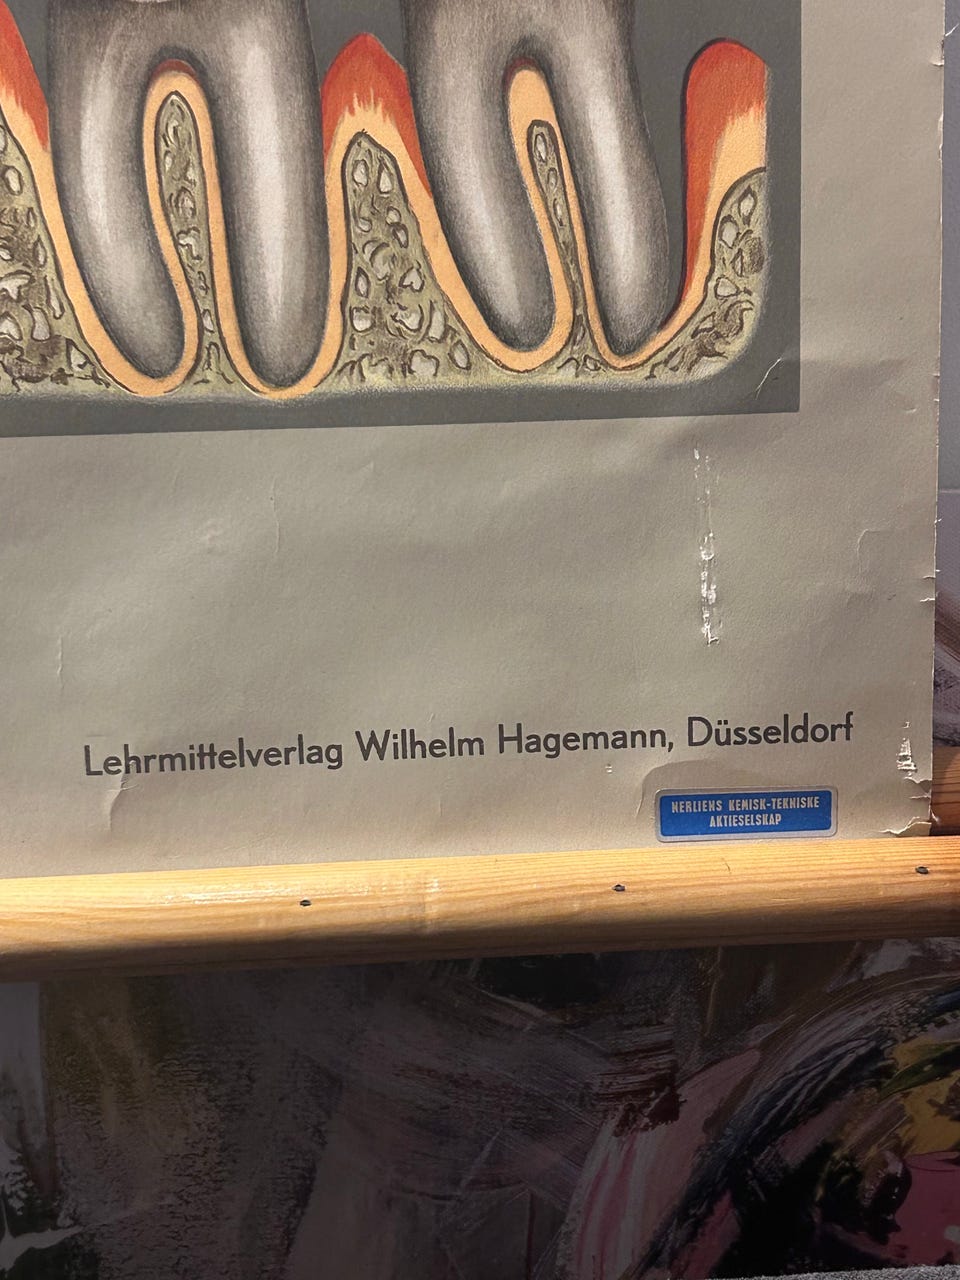 Lehrmittelverlag Wilhelm Hagemann, Düsseldorf
NERLIENS KEMISK-TEKNISKE
AKTIESELSKAP